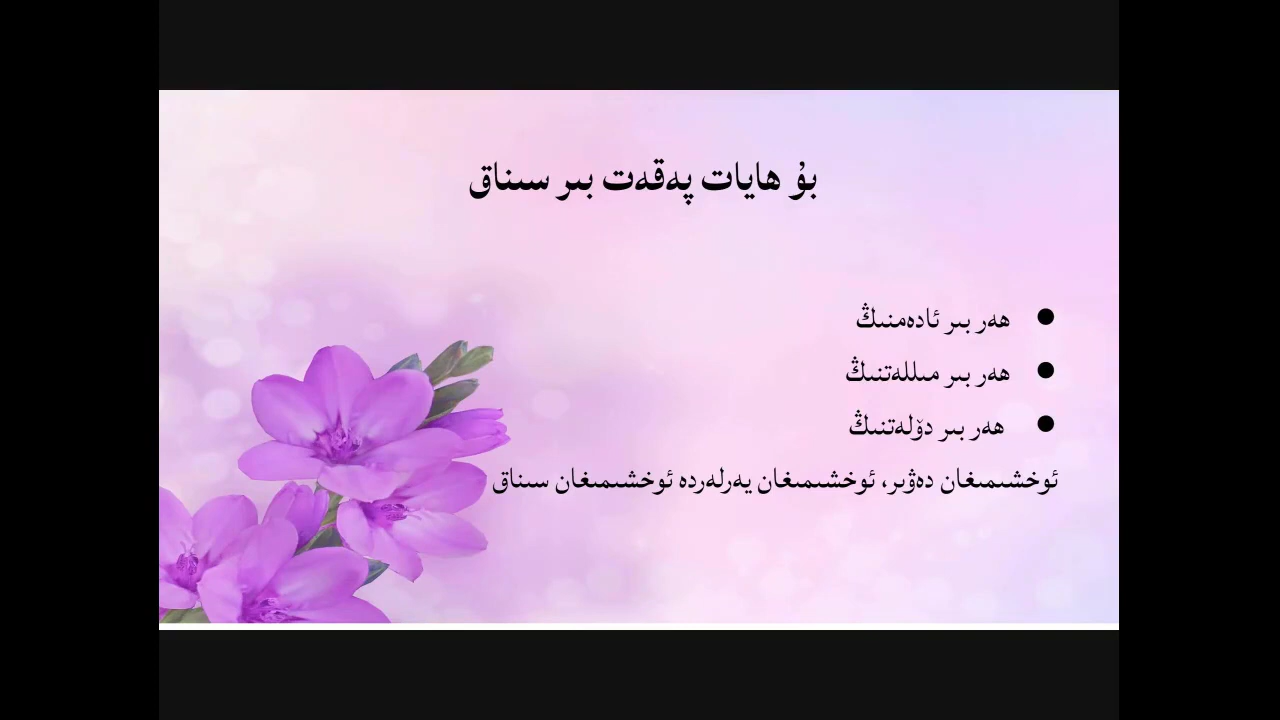 بۇ ھايات پەقەت بىر سىناق
● ھەر بىر ئادەمنىڭ
● ھەر بىر مىللەتنىڭ
● ھەر بىر دۆلەتنىڭ
ئوخشىمىغان دەۋىر، ئوخشىمىغان يەرلەردە ئوخشىمىغان سىناق